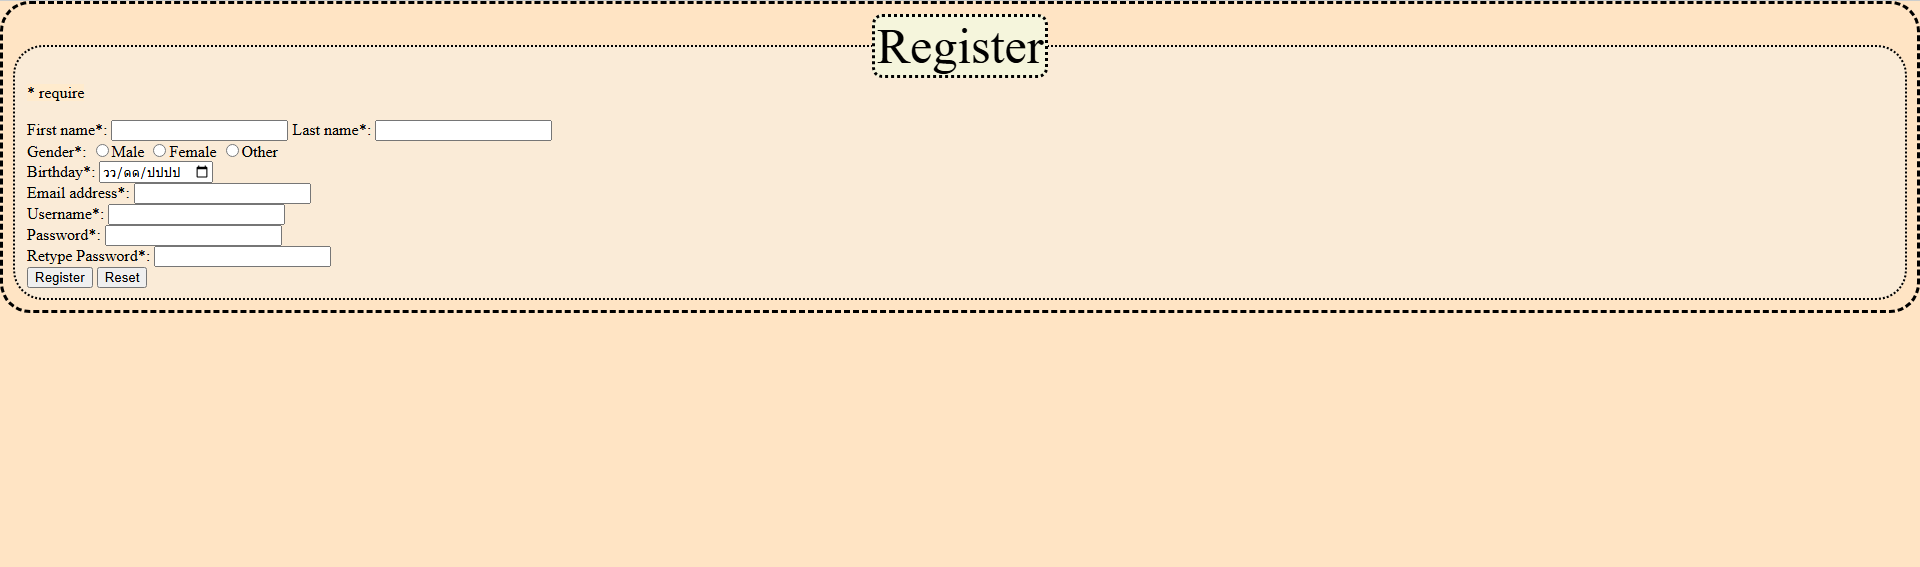 Register
* require
First name*: Last name*:
Gender*: Male Female Other
Birthday*: วว/ดด/ปปปป
Email address*:
Username*:
Password*:
Retype Password*:
Register Reset